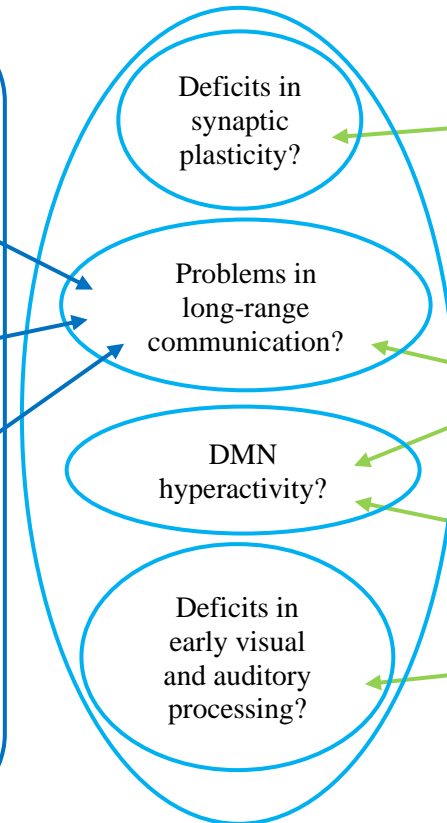 Deficits in
synaptic
plasticity?
Problems in
long-range
communication?
DMN
hyperactivity?
Deficits in
early visual
and auditory
processing?